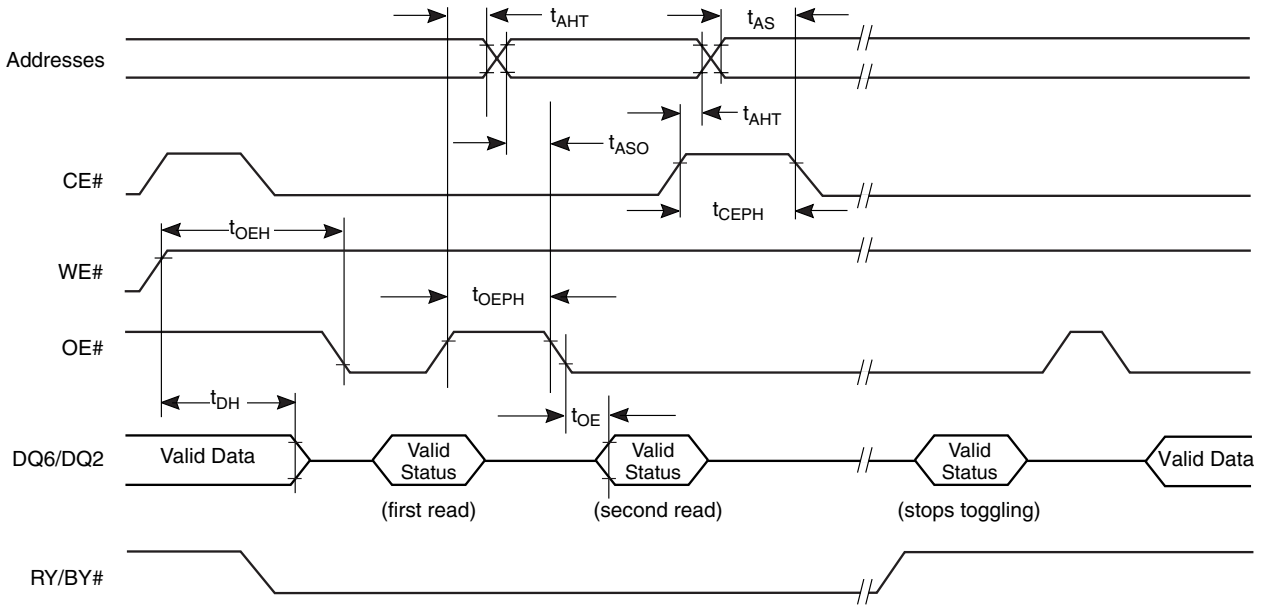 tAHT
tAS
Addresses
tAHT
tASO
CE#
tCEPH
tOEH
WE#
tOEPH
OE#
tDH
tOE
DQ6/DQ2
Valid Data
Valid
Status
Valid
Status
Valid
Status
Valid Data
(first read)
(second read)
(stops toggling)
RY/BY#